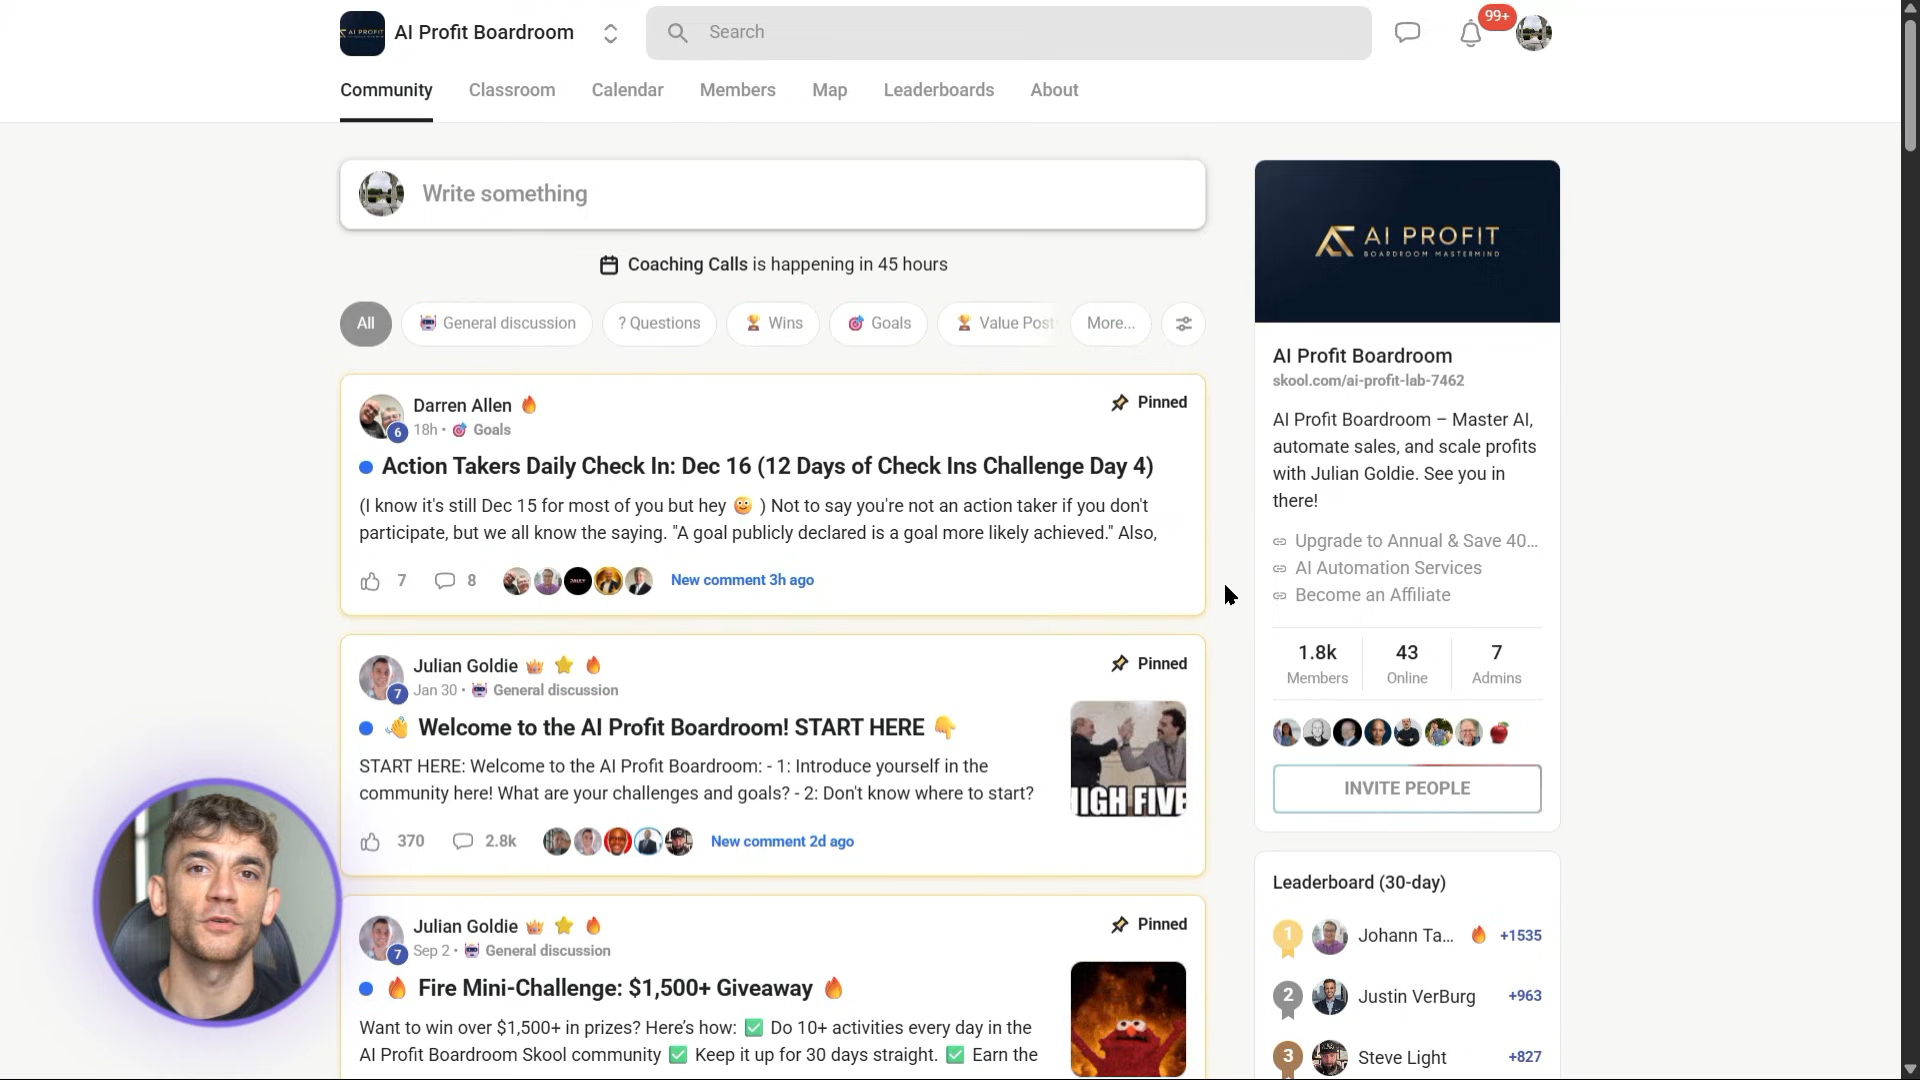 AI PROFIT
AI Profit Boardroom
Search
99+
Community
Classroom
Calendar
Members
Map
Leaderboards
About
Write something
Coaching Calls is happening in 45 hours
All
General discussion
? Questions
Wins
Goals
Value Post
More...
Darren Allen
Pinned
6
18h • Goals
Action Takers Daily Check In: Dec 16 (12 Days of Check Ins Challenge Day 4)
(I know it's still Dec 15 for most of you but hey ) Not to say you're not an action taker if you don't
participate, but we all know the saying. "A goal publicly declared is a goal more likely achieved." Also,
7
8
New comment 3h ago
Julian Goldie
Pinned
7
Jan 30 • General discussion
👋 Welcome to the AI Profit Boardroom! START HERE 👇
START HERE: Welcome to the AI Profit Boardroom: - 1: Introduce yourself in the
community here! What are your challenges and goals? - 2: Don't know where to start?
HIGH FIVE
370
2.8k
New comment 2d ago
Julian Goldie
Pinned
7
Sep 2 • General discussion
🔥 Fire Mini-Challenge: $1,500+ Giveaway 🔥
Want to win over $1,500+ in prizes? Here's how: ✅ Do 10+ activities every day in the
AI Profit Boardroom Skool community ✅ Keep it up for 30 days straight. ✅ Earn the
AI PROFIT
BOARDROOM MASTERMIND
AI Profit Boardroom
skool.com/ai-profit-lab-7462
AI Profit Boardroom – Master AI,
automate sales, and scale profits
with Julian Goldie. See you in
there!
Upgrade to Annual & Save 40...
AI Automation Services
Become an Affiliate
1.8k
43
7
Members
Online
Admins
INVITE PEOPLE
Leaderboard (30-day)
1
Johann Ta...
+1535
2
Justin VerBurg
+963
3
Steve Light
+827